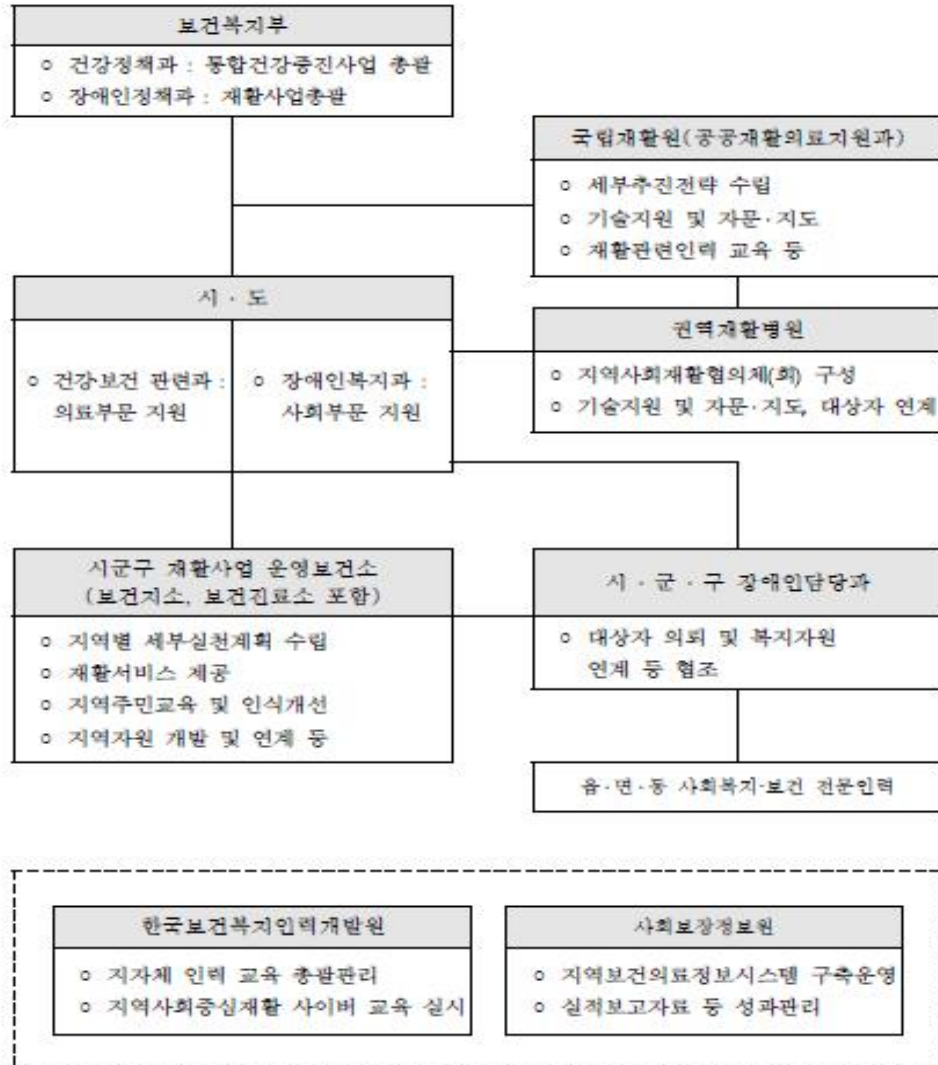 보건복지부
○ 건강정책과 : 통합건강증진사업 총괄
○ 장애인정책과 : 재활사업총괄
국립재활원(공공재활의료지원과)
○ 세부추진전략 수립
○ 기술지원 및 자문·지도
○ 재활관련인력 교육 등
시 · 도
○ 건강보건 관련과 :
의료부문 지원
○ 장애인복지과 :
사회부문 지원
권역재활병원
○ 지역사회재활협의체(회) 구성
○ 기술지원 및 자문·지도, 대상자 연계
시군구 재활사업 운영보건소
(보건지소, 보건진료소 포함)
○ 지역별 세부실천계획 수립
○ 재활서비스 제공
○ 지역주민교육 및 인식개선
○ 지역자원 개발 및 연계 등
시 · 군 · 구 장애인담당과
○ 대상자 의뢰 및 복지자원
연계 등 협조
읍·면·동 사회복지·보건 전문인력
한국보건복지인력개발원
○ 지자체 인력 교육 총괄관리
○ 지역사회중심재활 사이버 교육 실시
사회보장정보원
○ 지역보건의료정보시스템 구축운영
○ 실적보고자료 등 성과관리